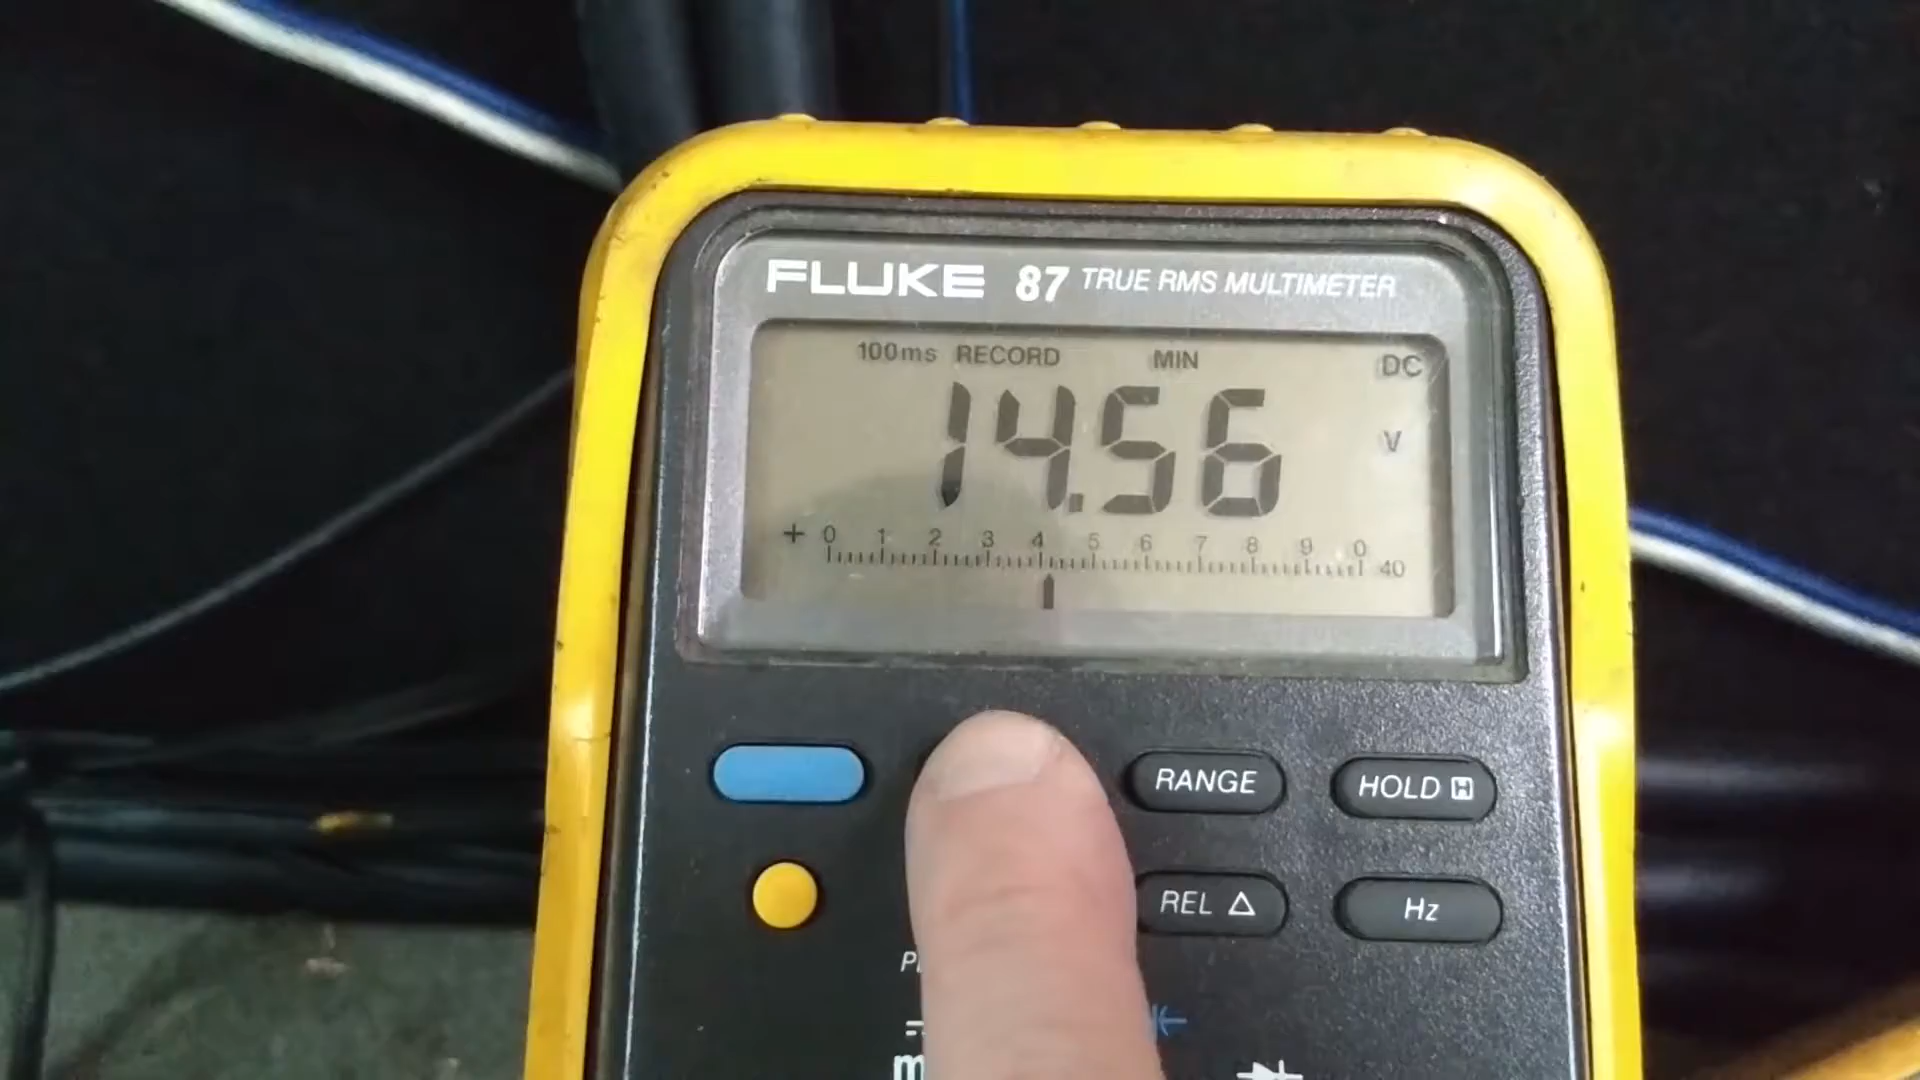 FLUKE 87 TRUE RMS MULTIMETER
100ms RECORD MIN DC
14.56 V
+ 0 1 2 3 4 5 6 7 8 9 0
40
RANGE HOLD H
REL Δ Hz